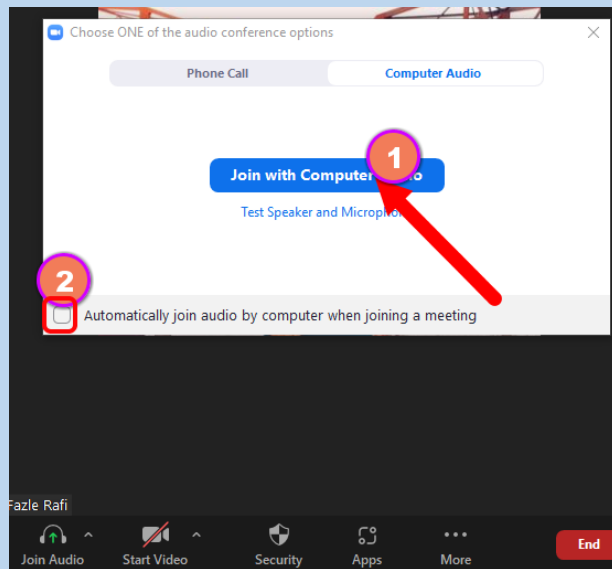 Choose ONE of the audio conference options
Phone Call Computer Audio
1
Join with Computer
Test Speaker and
2
Automatically join audio by computer when joining a meeting
Fazle Rafi
Join Audio Start Video Security Apps More End